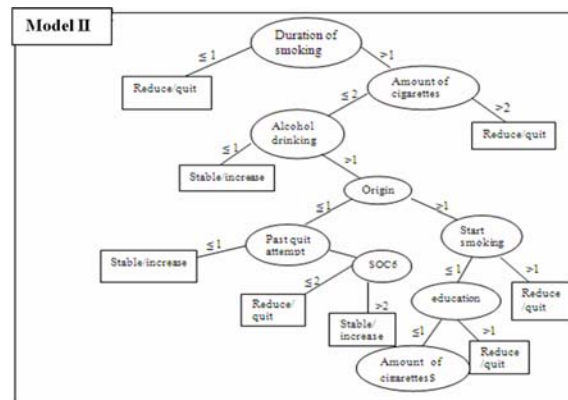 Model II
Duration of
smoking
≤ 1
>1
Reduce/quit
Amount of
cigarettes
≤ 2
>2
Alcohol
drinking
Reduce/quit
≤ 1
>1
Stable/increase
Origin
≤ 1
>1
Past quit
attempt
Start
smoking
≤ 1
Stable/increase
SOC6
≤ 1
>1
≤ 2
Reduce/
quit
>2
Stable/
increase
education
Reduce
/quit
≤1
>1
Amount of
cigarettes$
Reduce
/quit